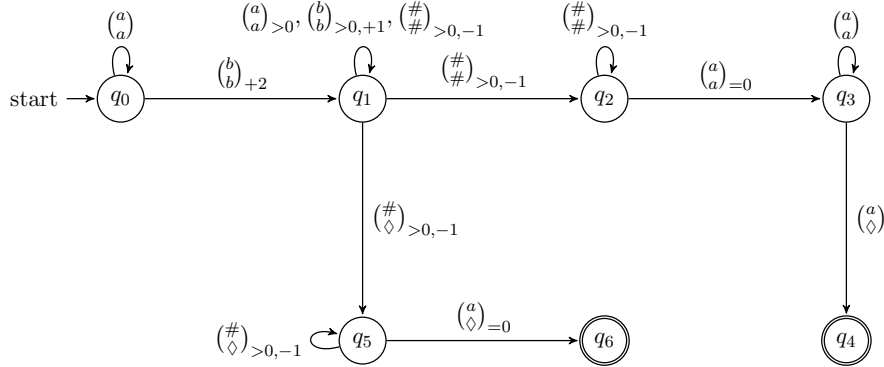 (a a) (a a)>0, (b b)>0,+1, (# #)>0,−1 (# #)>0,−1 (a a)
(b b)+2 (# #)>0,−1 (a a)=0
start q0 q1 q2 q3
(# ◊)>0,−1 (a ◊)
(# ◊)>0,−1 (a ◊)=0
q5 q6 q4